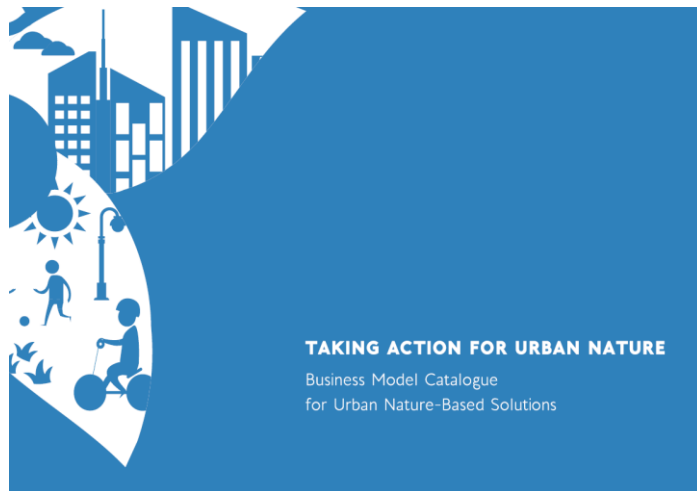 TAKING ACTION FOR URBAN NATURE
Business Model Catalogue
for Urban Nature-Based Solutions